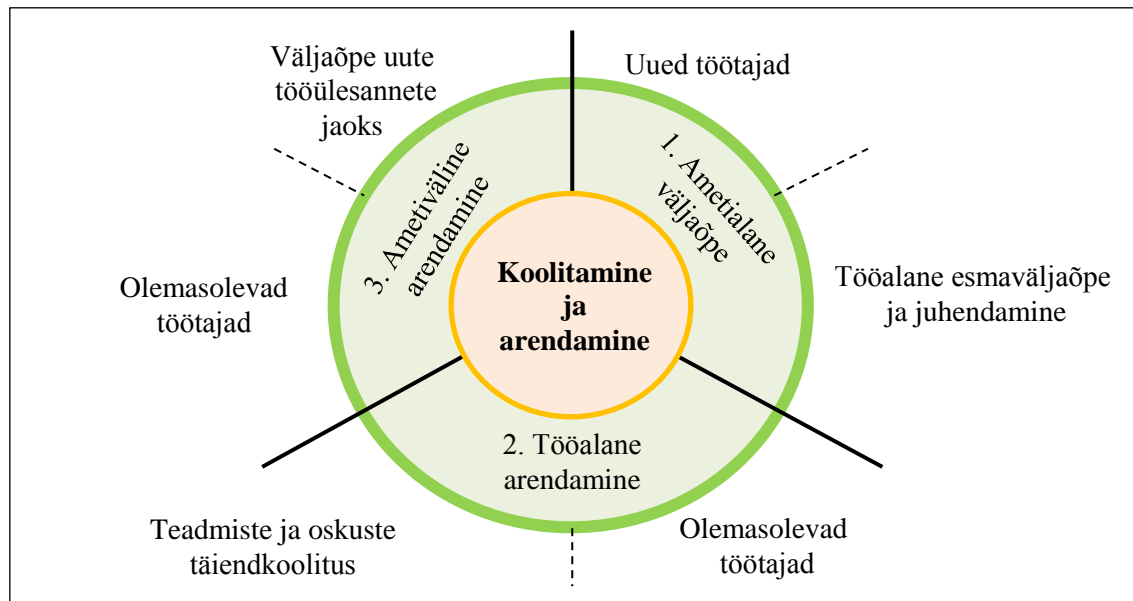 Väljaõpe uute
tööülesannete
jaoks
Uued töötajad
3. Ametiväline
arendamine
1. Ametialane
väljaõpe
Koolitamine
ja
arendamine
Olemasolevad
töötajad
Tööalane esmaväljaõpe
ja juhendamine
2. Tööalane
arendamine
Teadmiste ja oskuste
täiendkoolitus
Olemasolevad
töötajad